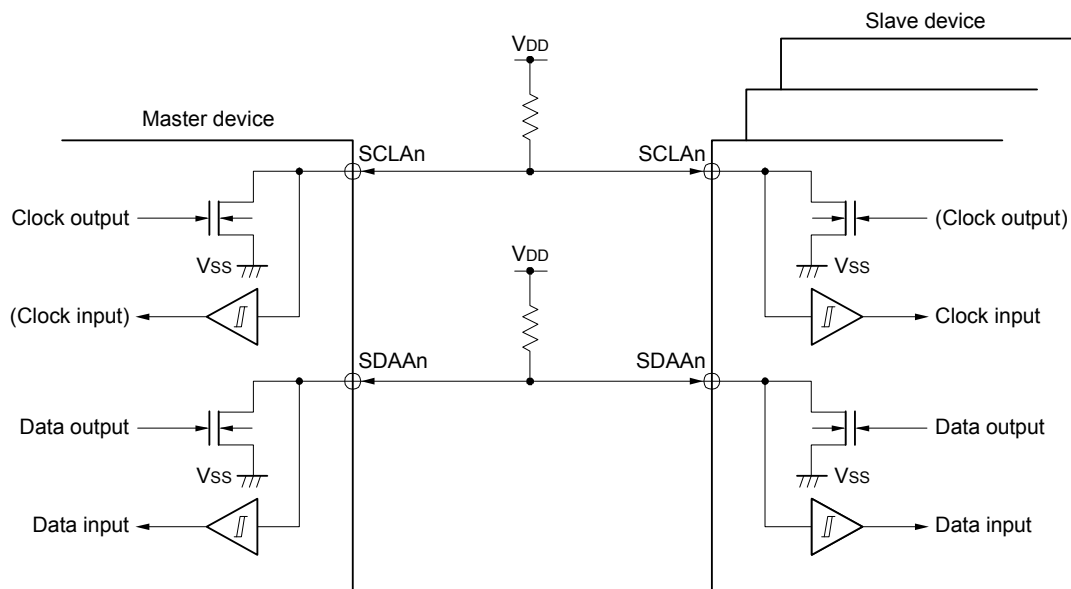 Slave device
VDD
Master device
SCLAn
SCLAn
Clock output
(Clock output)
VSS
VSS
VDD
(Clock input)
Clock input
SDAAn
SDAAn
Data output
Data output
VSS
VSS
Data input
Data input